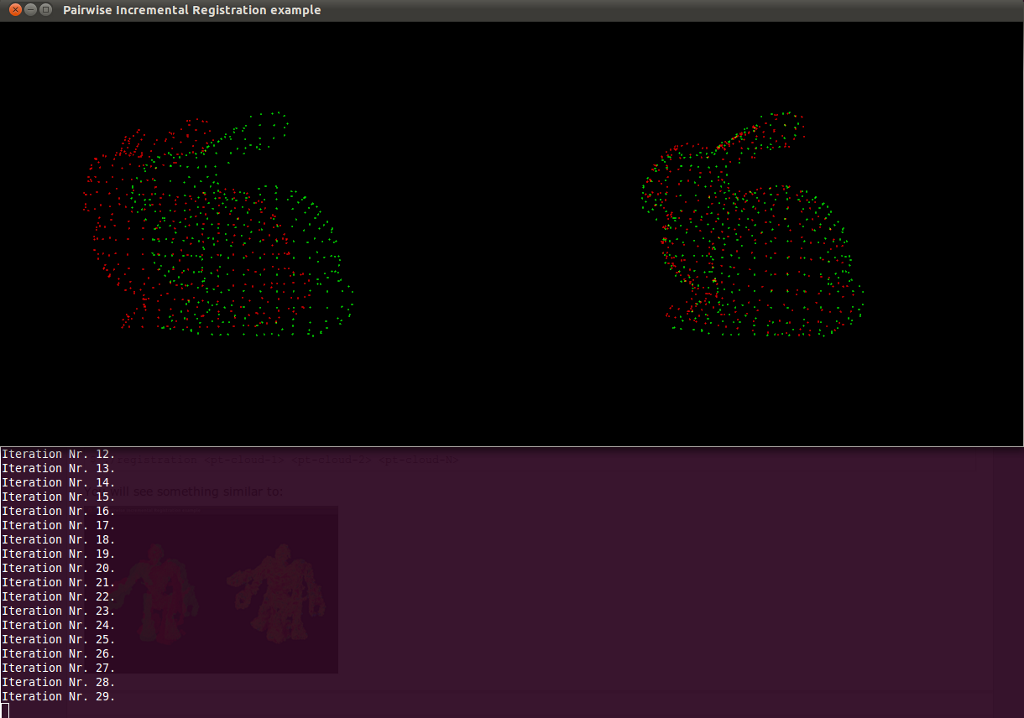 Pairwise Incremental Registration example
Iteration Nr. 12.
Iteration Nr. 13.
Iteration Nr. 14.
will see something similar to:
Iteration Nr. 15.
Iteration Nr. 16.
Iteration Nr. 17.
Iteration Nr. 18.
Iteration Nr. 19.
Iteration Nr. 20.
Iteration Nr. 21.
Iteration Nr. 22.
Iteration Nr. 23.
Iteration Nr. 24.
Iteration Nr. 25.
Iteration Nr. 26.
Iteration Nr. 27.
Iteration Nr. 28.
Iteration Nr. 29.